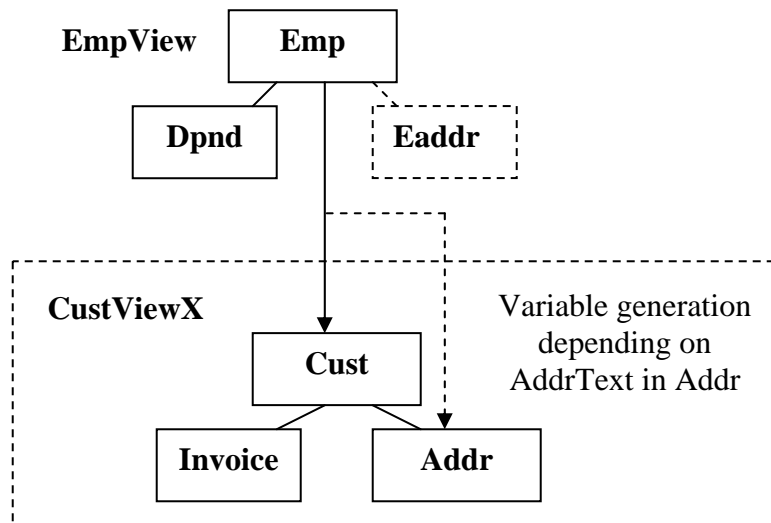 EmpView
Emp
Dpnd
Eaddr
CustViewX
Variable generation
depending on
AddrText in Addr
Cust
Invoice
Addr